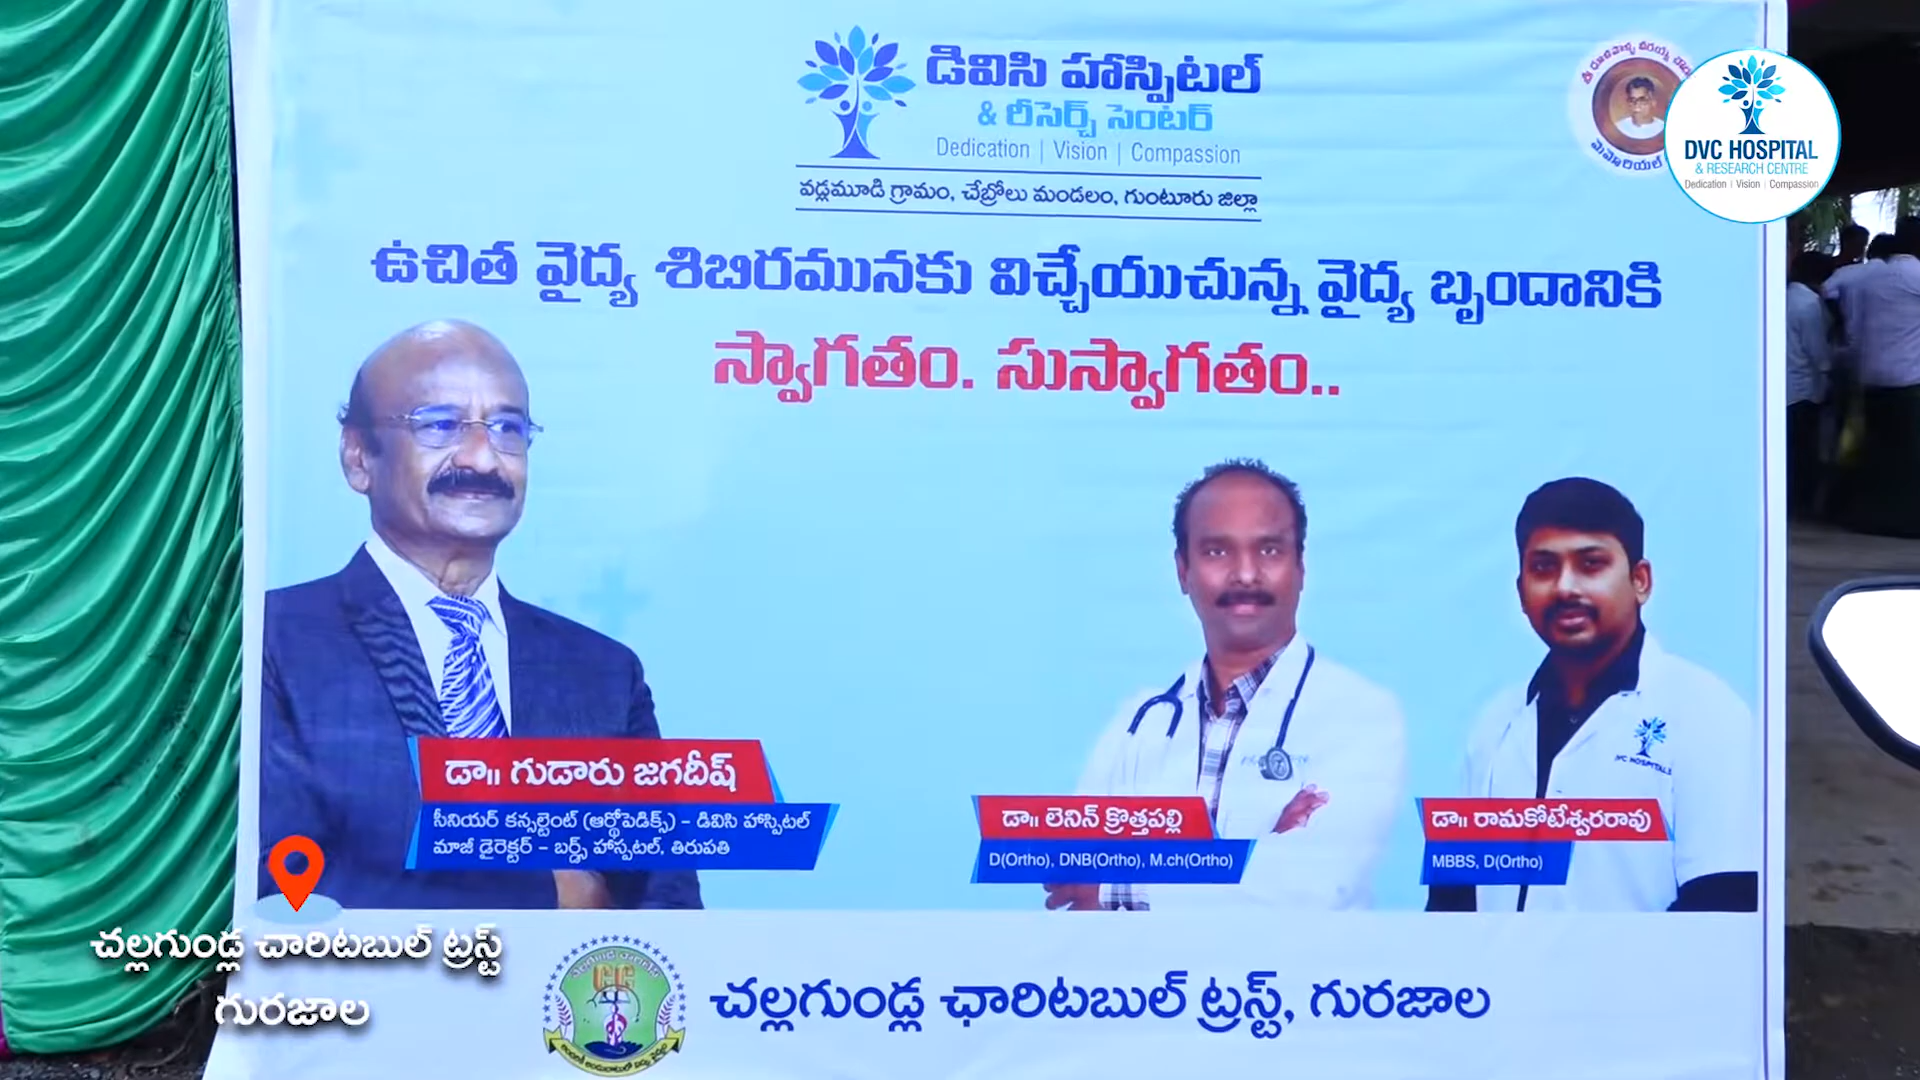 డివిసి హాస్పిటల్
& రీసెర్చ్ సెంటర్
Dedication | Vision | Compassion
వడ్లమూడి గ్రామం, చేబ్రోలు మండలం, గుంటూరు జిల్లా
మెమోరియల్
DVC HOSPITAL
& RESEARCH CENTRE
Dedication | Vision | Compassion
ఉచిత వైద్య శిబిరమునకు విచ్చేయుచున్న వైద్య బృందానికి
స్వాగతం. సుస్వాగతం..
డా॥ గుడారు జగదీష్
సీనియర్ కన్సల్టెంట్ (ఆర్థోపెడిక్స్) – డివిసి హాస్పిటల్
మాజీ డైరెక్టర్ – బర్డ్స్ హాస్పటల్, తిరుపతి
డా॥ లెనిన్ క్రొత్తపల్లి
D(Ortho), DNB(Ortho), M.ch(Ortho)
డా॥ రామకోటేశ్వరరావు
MBBS, D(Ortho)
చల్లగుండ్ల చారిటబుల్ ట్రస్ట్
గురజాల
చల్లగుండ్ల ఛారిటబుల్ ట్రస్ట్, గురజాల